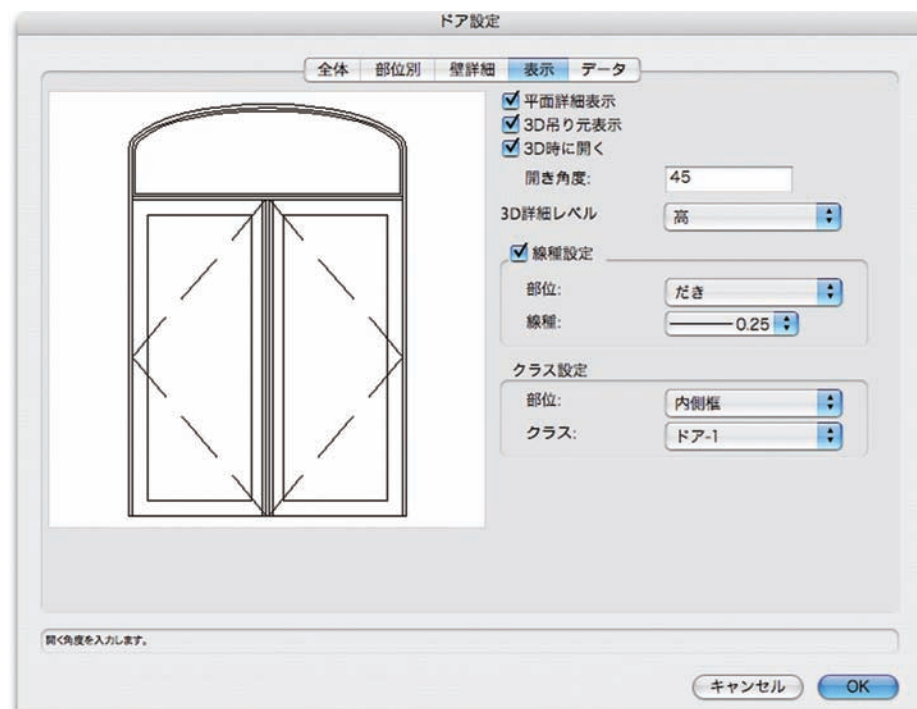 ドア設定
全体 部位別 壁詳細 表示 データ
平面詳細表示
3D吊り元表示
3D時に開く
開き角度: 45
3D詳細レベル 高
線種設定
部位: だき
線種: 0.25
クラス設定
部位: 内側框
クラス: ドア-1
開く角度を入力します。
キャンセル OK